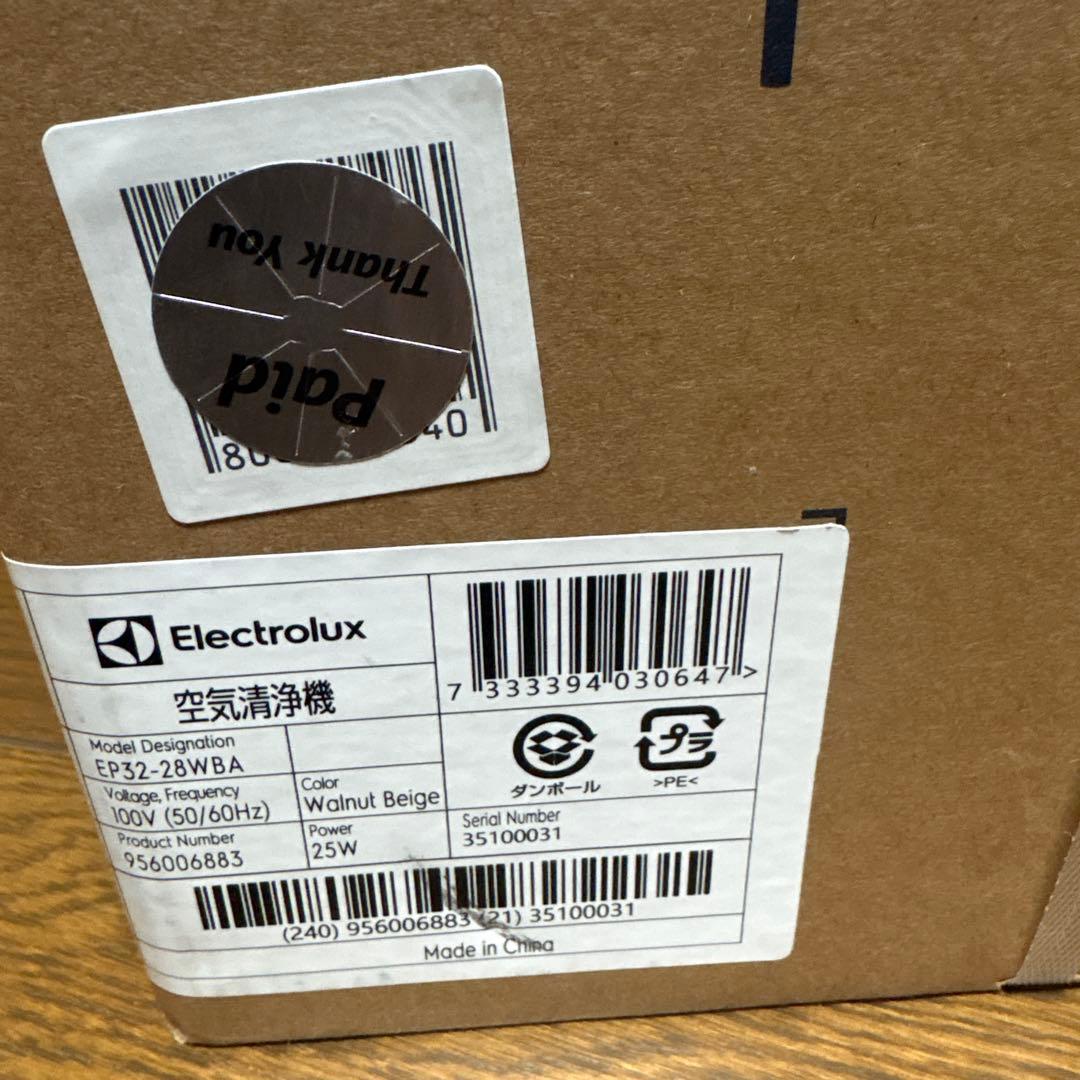 Thank You
Paid
Electrolux
空気清浄機
Model Designation
EP32-28WBA
Voltage, Frequency
100V (50/60Hz)
Product Number
956006883
Color
Walnut Beige
Power
25W
7 333394 030647 >
ダンボール
プラ
>PE<
Serial Number
35100031
(240) 956006883 (21) 35100031
Made in China